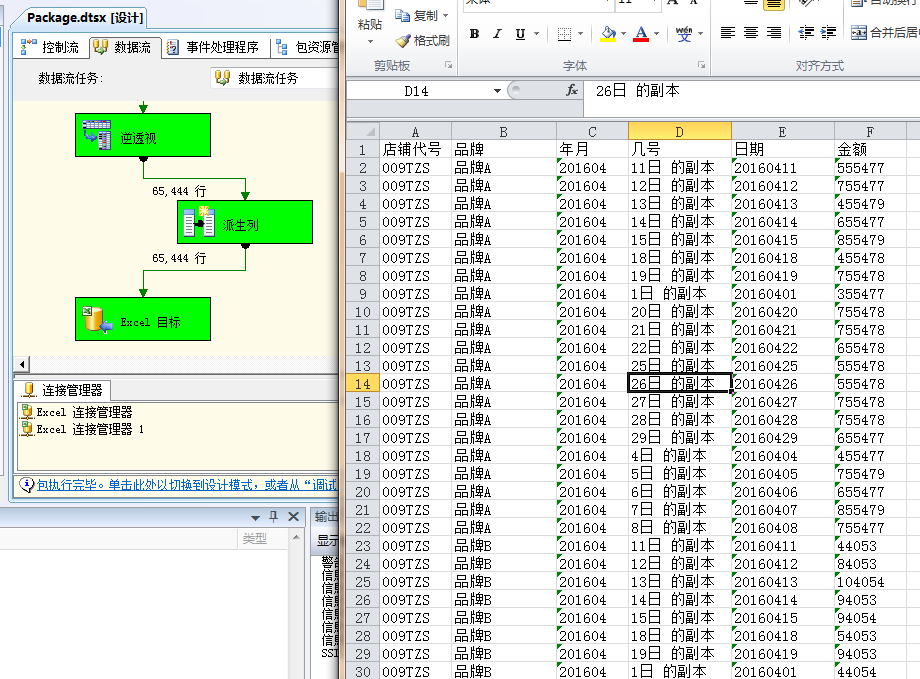 Package.dtsx [设计]
控制流
数据流
事件处理程序
包资源管
数据流任务:
数据流任务
逆透视
65,444 行
派生列
65,444 行
Excel 目标
连接管理器
Excel 连接管理器
Excel 连接管理器 1
包执行完毕。单击此处以切换到设计模式，或者从“调试
类型
输出
显示
信息
信息
信息
信息
信息
SSI
粘贴
复制
格式刷
剪贴板
B I U
A
wén
字体
合并后居中
对齐方式
D14
fx
26日 的副本
A B C D E F
1 店铺代号 品牌 年月 几号 日期 金额
2 009TZS 品牌A 201604 11日 的副本 20160411 555477
3 009TZS 品牌A 201604 12日 的副本 20160412 755477
4 009TZS 品牌A 201604 13日 的副本 20160413 455479
5 009TZS 品牌A 201604 14日 的副本 20160414 655477
6 009TZS 品牌A 201604 15日 的副本 20160415 855479
7 009TZS 品牌A 201604 18日 的副本 20160418 455478
8 009TZS 品牌A 201604 19日 的副本 20160419 755478
9 009TZS 品牌A 201604 1日 的副本 20160401 355477
10 009TZS 品牌A 201604 20日 的副本 20160420 755478
11 009TZS 品牌A 201604 21日 的副本 20160421 755478
12 009TZS 品牌A 201604 22日 的副本 20160422 655478
13 009TZS 品牌A 201604 25日 的副本 20160425 555478
14 009TZS 品牌A 201604 26日 的副本 20160426 555478
15 009TZS 品牌A 201604 27日 的副本 20160427 755478
16 009TZS 品牌A 201604 28日 的副本 20160428 755478
17 009TZS 品牌A 201604 29日 的副本 20160429 655477
18 009TZS 品牌A 201604 4日 的副本 20160404 455477
19 009TZS 品牌A 201604 5日 的副本 20160405 755479
20 009TZS 品牌A 201604 6日 的副本 20160406 655477
21 009TZS 品牌A 201604 7日 的副本 20160407 855479
22 009TZS 品牌A 201604 8日 的副本 20160408 755477
23 009TZS 品牌B 201604 11日 的副本 20160411 44053
24 009TZS 品牌B 201604 12日 的副本 20160412 84053
25 009TZS 品牌B 201604 13日 的副本 20160413 104054
26 009TZS 品牌B 201604 14日 的副本 20160414 94053
27 009TZS 品牌B 201604 15日 的副本 20160415 94054
28 009TZS 品牌B 201604 18日 的副本 20160418 54053
29 009TZS 品牌B 201604 19日 的副本 20160419 94053
30 009TZS 品牌B 201604 1日 的副本 20160401 44054